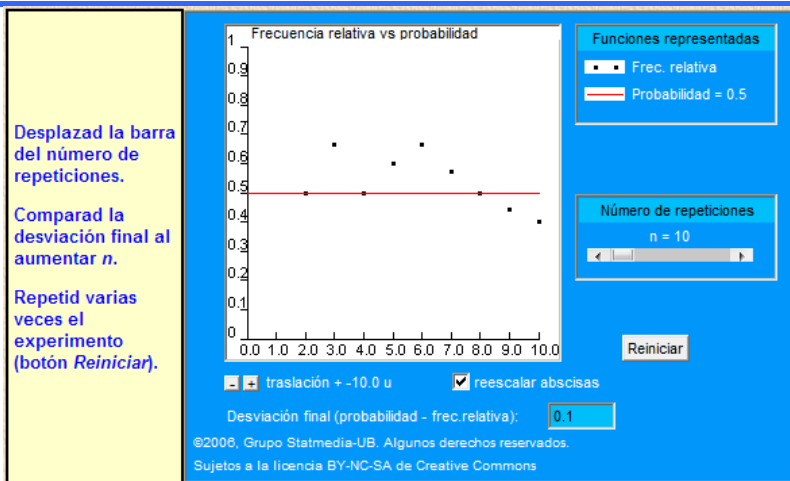 Desplazad la barra
del número de
repeticiones.
Comparad la
desviación final al
aumentar n.
Repetid varias
veces el
experimento
(botón Reiniciar).
Frecuencia relativa vs probabilidad
1
0.9
0.8
0.7
0.6
0.5
0.4
0.3
0.2
0.1
0
0.0 1.0 2.0 3.0 4.0 5.0 6.0 7.0 8.0 9.0 10.0
- + traslación + -10.0 u
reescalar abscisas
Desviación final (probabilidad - frec.relativa): 0.1
©2006, Grupo Statmedia-UB. Algunos derechos reservados.
Sujetos a la licencia BY-NC-SA de Creative Commons
Funciones representadas
Frec. relativa
Probabilidad = 0.5
Número de repeticiones
n = 10
Reiniciar